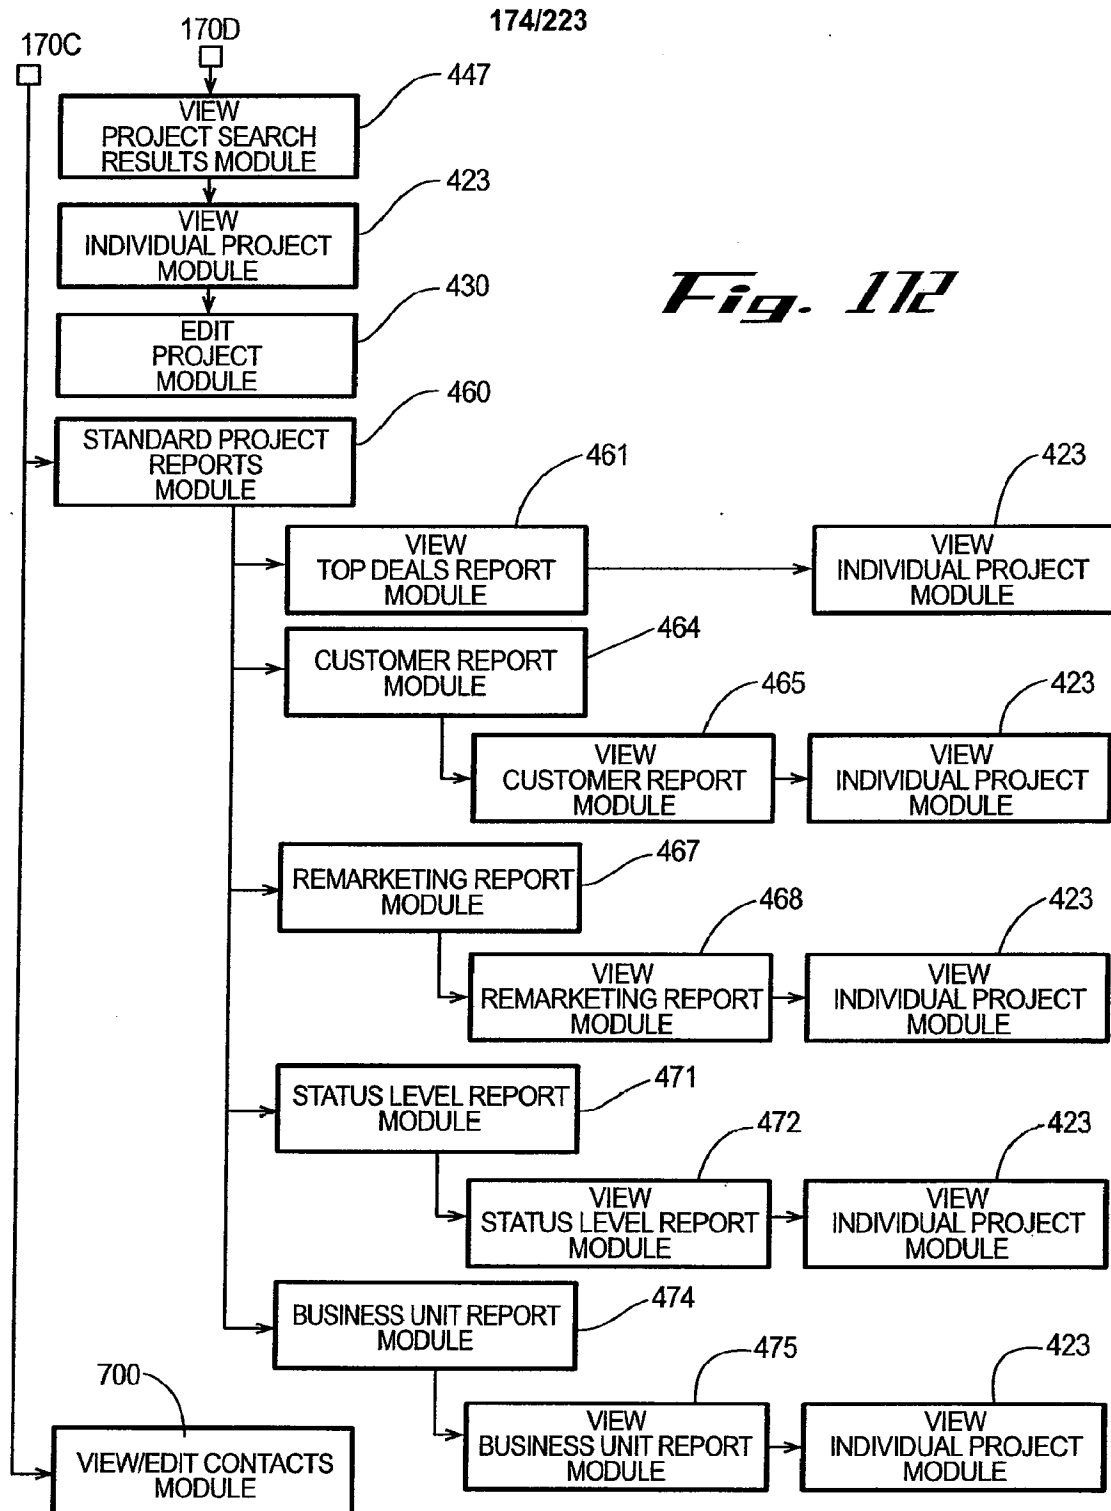 174/223
170C
170D
447
VIEW
PROJECT SEARCH
RESULTS MODULE
423
VIEW
INDIVIDUAL PROJECT
MODULE
Fig. 172
430
EDIT
PROJECT
MODULE
460
STANDARD PROJECT
REPORTS
MODULE
461
423
VIEW
TOP DEALS REPORT
MODULE
VIEW
INDIVIDUAL PROJECT
MODULE
464
CUSTOMER REPORT
MODULE
465
423
VIEW
CUSTOMER REPORT
MODULE
VIEW
INDIVIDUAL PROJECT
MODULE
467
REMARKETING REPORT
MODULE
468
423
VIEW
REMARKETING REPORT
MODULE
VIEW
INDIVIDUAL PROJECT
MODULE
471
STATUS LEVEL REPORT
MODULE
472
423
VIEW
STATUS LEVEL REPORT
MODULE
VIEW
INDIVIDUAL PROJECT
MODULE
474
BUSINESS UNIT REPORT
MODULE
475
423
VIEW
BUSINESS UNIT REPORT
MODULE
VIEW
INDIVIDUAL PROJECT
MODULE
700
VIEW/EDIT CONTACTS
MODULE